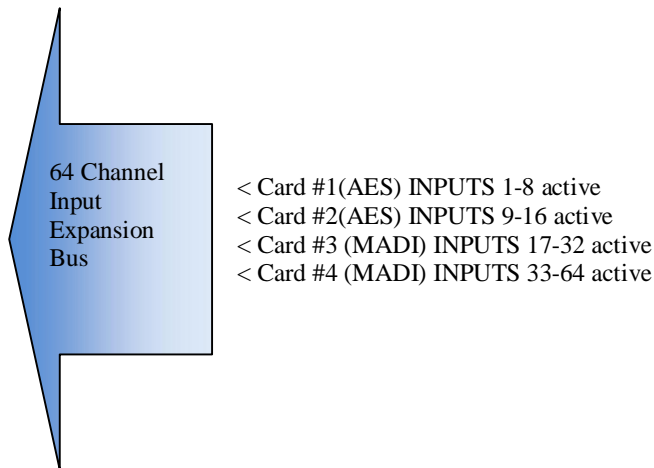 64 Channel
Input
Expansion
Bus
< Card #1(AES) INPUTS 1-8 active
< Card #2(AES) INPUTS 9-16 active
< Card #3 (MADI) INPUTS 17-32 active
< Card #4 (MADI) INPUTS 33-64 active